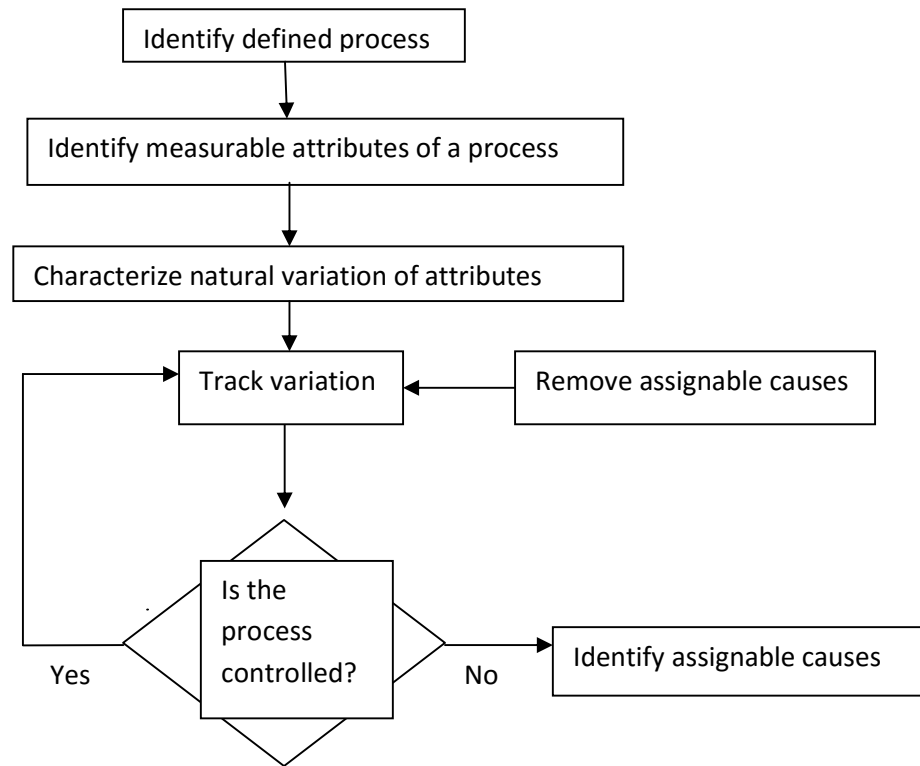 Identify defined process
Identify measurable attributes of a process
Characterize natural variation of attributes
Track variation
Remove assignable causes
Is the
process
controlled?
Yes
No
Identify assignable causes